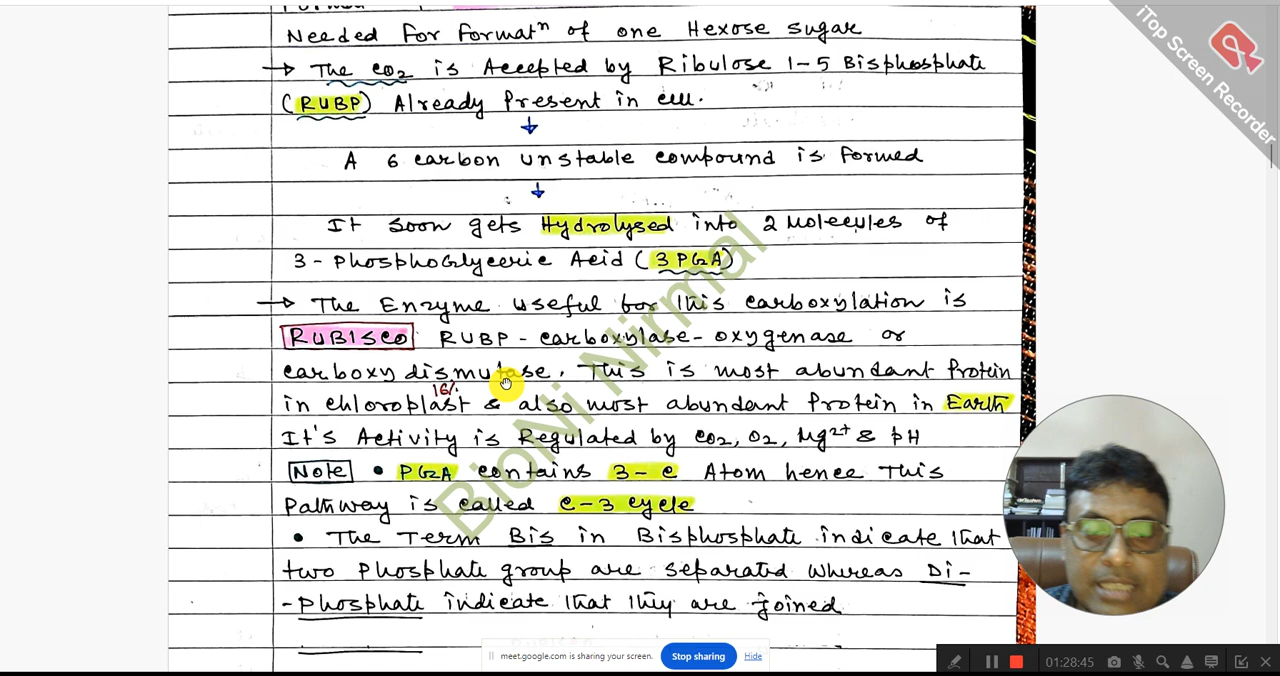 Needed For Formatⁿ of one Hexose sugar
→ The CO2 is Accepted by Ribulose 1-5 Bisphosphate
(RUBP) Already Present in cell.
↓
A 6 carbon unstable compound is Formed
↓
It soon gets Hydrolysed into 2 Molecules of
3-PhosphoGlyceric Acid (3 PGA)
→ The Enzyme useful for this carboxylation is
RUBISCO RUBP-carboxylase-oxygenase or
carboxy dismutase. This is most abundant Protein
16%
in chloroplast & also most abundant Protein in Earth
It's Activity is Regulated by CO2, O2, Mg2+ & pH
Note • PGA contains 3-C Atom hence This
Pathway is called C-3 cycle
• The Term Bis in Bisphosphate indicate that
two phosphate group are separated whereas Di-
-phosphate indicate that they are joined
BioNi Nirmal
iTop Screen Recorder
meet.google.com is sharing your screen. Stop sharing Hide
01:28:45